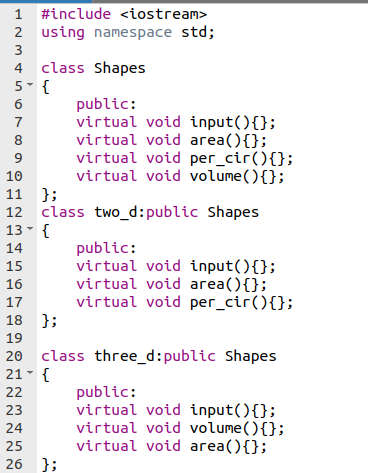 1 #include <iostream>
2 using namespace std;
3
4 class Shapes
5 {
6 public:
7 virtual void input(){};
8 virtual void area(){};
9 virtual void per_cir(){};
10 virtual void volume(){};
11 };
12 class two_d:public Shapes
13 {
14 public:
15 virtual void input(){};
16 virtual void area(){};
17 virtual void per_cir(){};
18 };
19
20 class three_d:public Shapes
21 {
22 public:
23 virtual void input(){};
24 virtual void volume(){};
25 virtual void area(){};
26 };